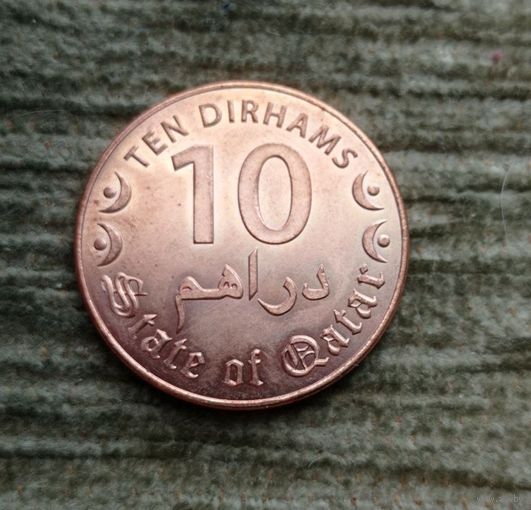 TEN DIRHAMS
10
دراهم
State of Qatar